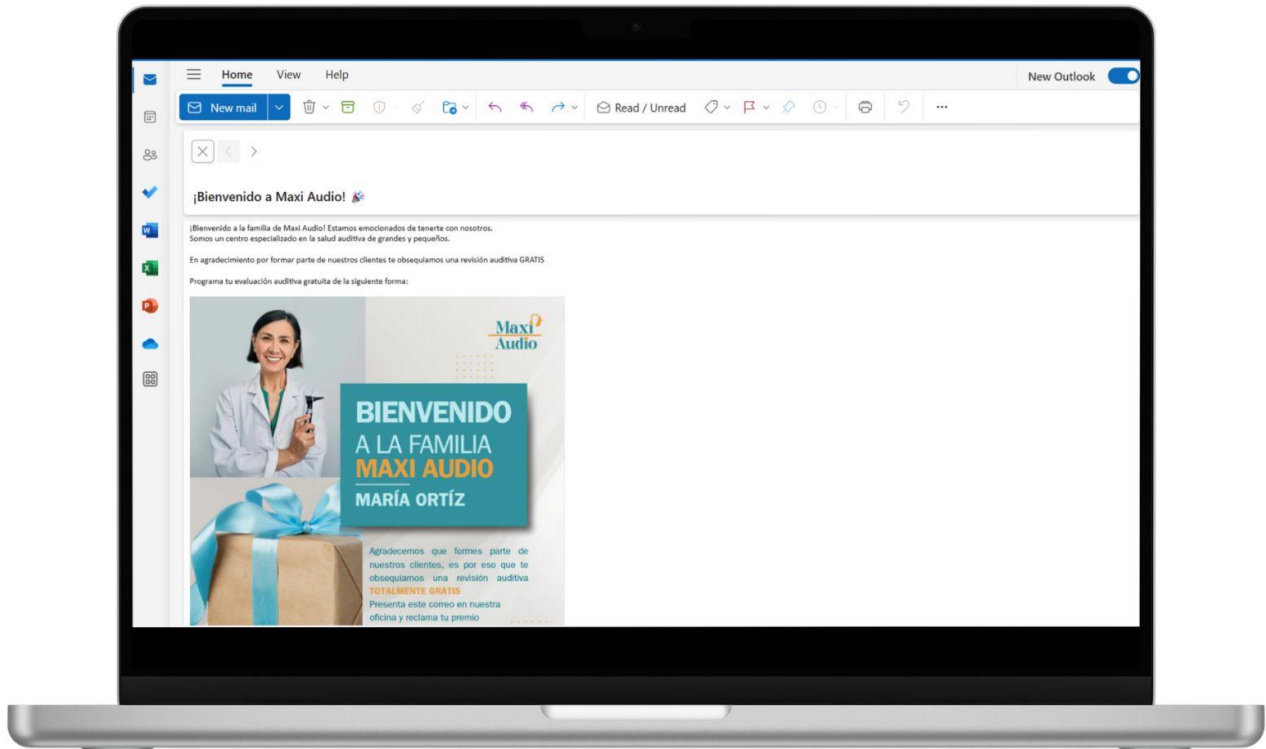 Home View Help
New Outlook
New mail
Read / Unread
¡Bienvenido a Maxi Audio! 🎉
¡Bienvenido a la familia de Maxi Audio! Estamos emocionados de tenerte con nosotros.
Somos un centro especializado en la salud auditiva de grandes y pequeños.
En agradecimiento por formar parte de nuestros clientes te obsequiamos una revisión auditiva GRATIS
Programa tu evaluación auditiva gratuita de la siguiente forma:
Maxi
Audio
BIENVENIDO
A LA FAMILIA
MAXI AUDIO
MARÍA ORTÍZ
Agradecemos que formes parte de
nuestros clientes, es por eso que te
obsequiamos una revisión auditiva
TOTALMENTE GRATIS
Presenta este correo en nuestra
oficina y reclama tu premio